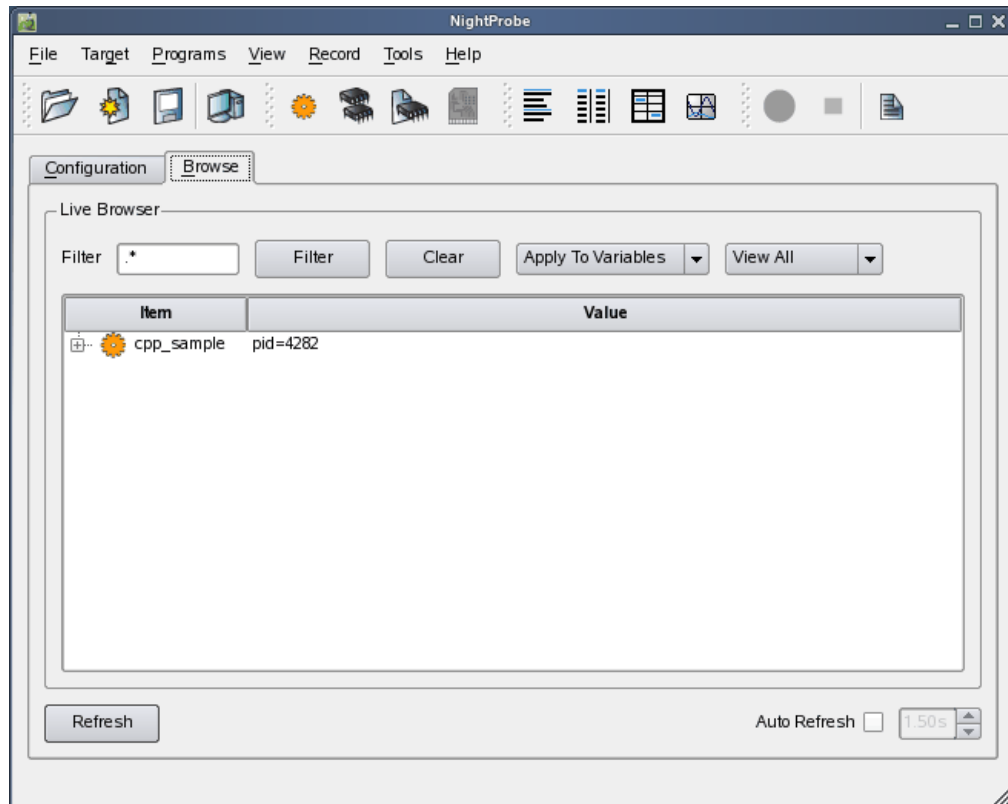 NightProbe
File Target Programs View Record Tools Help
Configuration Browse
Live Browser
Filter .* Filter Clear Apply To Variables View All
Item Value
cpp_sample pid=4282
Refresh Auto Refresh 1.50s